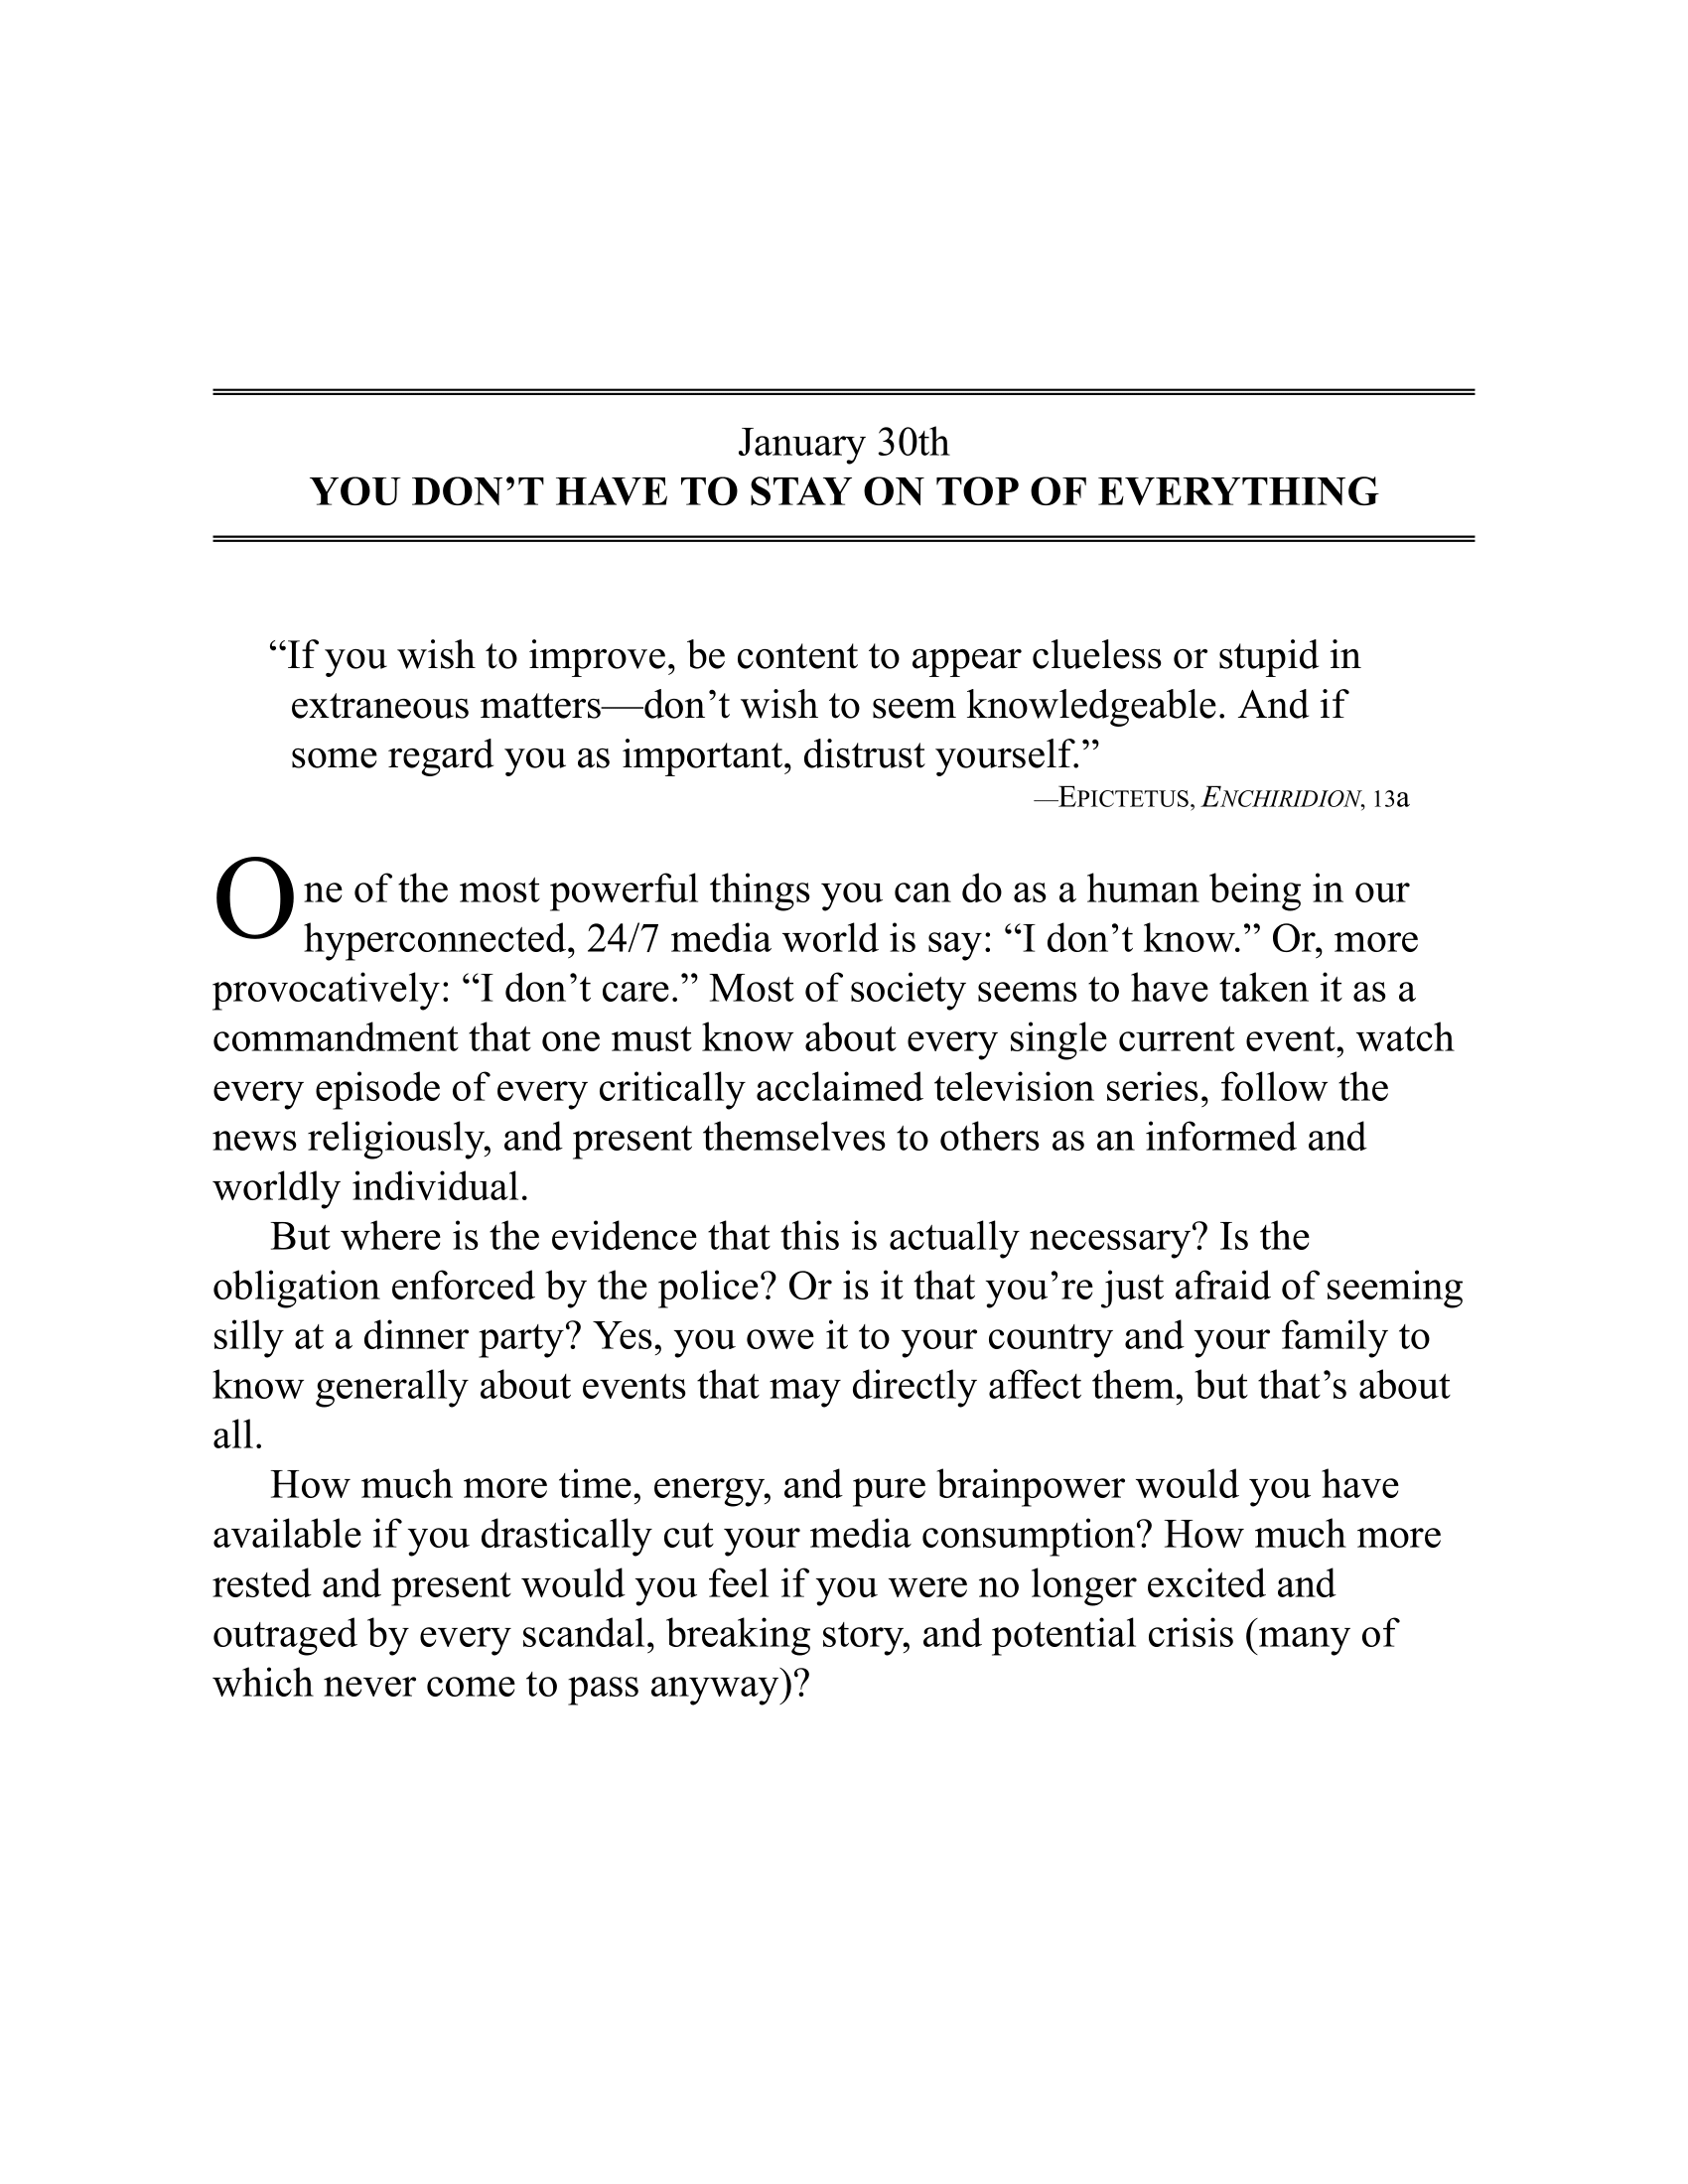 January 30th
YOU DON’T HAVE TO STAY ON TOP OF EVERYTHING
“If you wish to improve, be content to appear clueless or stupid in
extraneous matters—don’t wish to seem knowledgeable. And if
some regard you as important, distrust yourself.”
—EPICTETUS, ENCHIRIDION, 13a
One of the most powerful things you can do as a human being in our
hyperconnected, 24/7 media world is say: “I don’t know.” Or, more
provocatively: “I don’t care.” Most of society seems to have taken it as a
commandment that one must know about every single current event, watch
every episode of every critically acclaimed television series, follow the
news religiously, and present themselves to others as an informed and
worldly individual.
But where is the evidence that this is actually necessary? Is the
obligation enforced by the police? Or is it that you’re just afraid of seeming
silly at a dinner party? Yes, you owe it to your country and your family to
know generally about events that may directly affect them, but that’s about
all.
How much more time, energy, and pure brainpower would you have
available if you drastically cut your media consumption? How much more
rested and present would you feel if you were no longer excited and
outraged by every scandal, breaking story, and potential crisis (many of
which never come to pass anyway)?